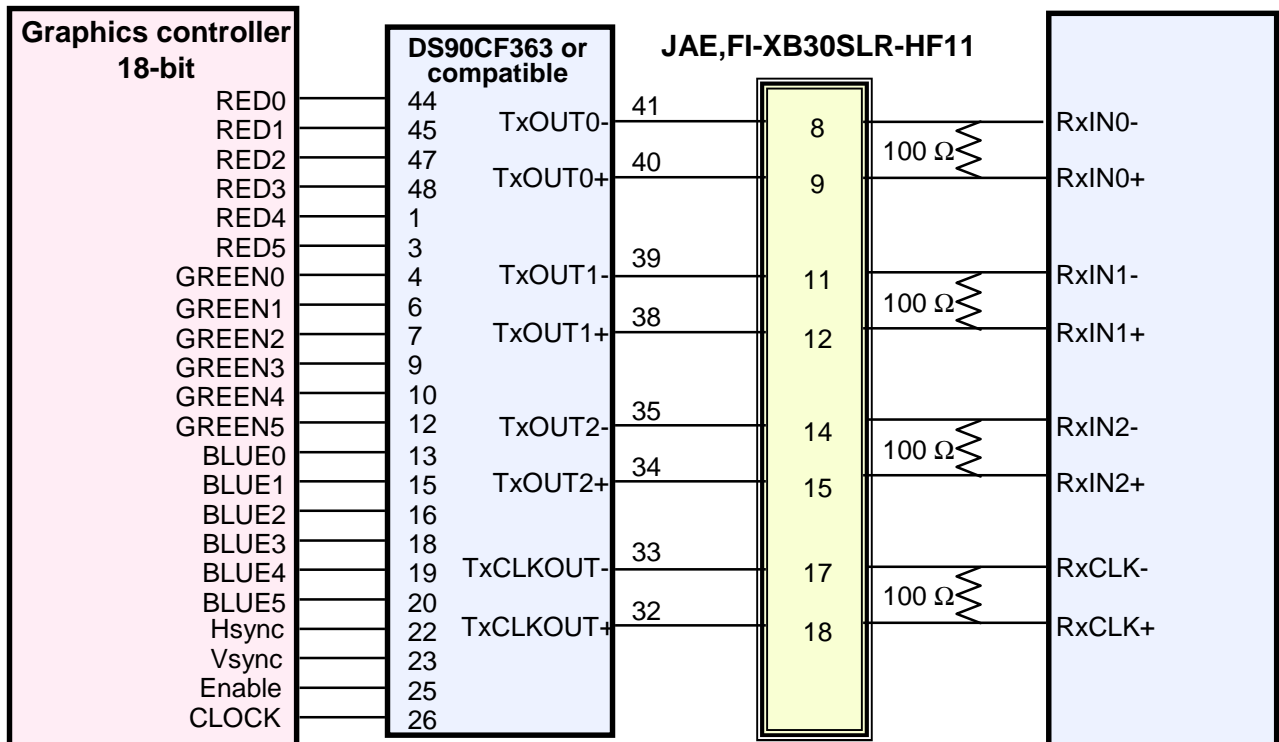 Graphics controller
18-bit
DS90CF363 or
compatible
JAE,FI-XB30SLR-HF11
RED0 44
RED1 45
RED2 47
RED3 48
RED4 1
RED5 3
GREEN0 4
GREEN1 6
GREEN2 7
GREEN3 9
GREEN4 10
GREEN5 12
BLUE0 13
BLUE1 15
BLUE2 16
BLUE3 18
BLUE4 19
BLUE5 20
Hsync 22
Vsync 23
Enable 25
CLOCK 26
TxOUT0- 41 8 RxIN0-
100 Ω
TxOUT0+ 40 9 RxIN0+
TxOUT1- 39 11 RxIN1-
100 Ω
TxOUT1+ 38 12 RxIN1+
TxOUT2- 35 14 RxIN2-
100 Ω
TxOUT2+ 34 15 RxIN2+
TxCLKOUT- 33 17 RxCLK-
100 Ω
TxCLKOUT+ 32 18 RxCLK+